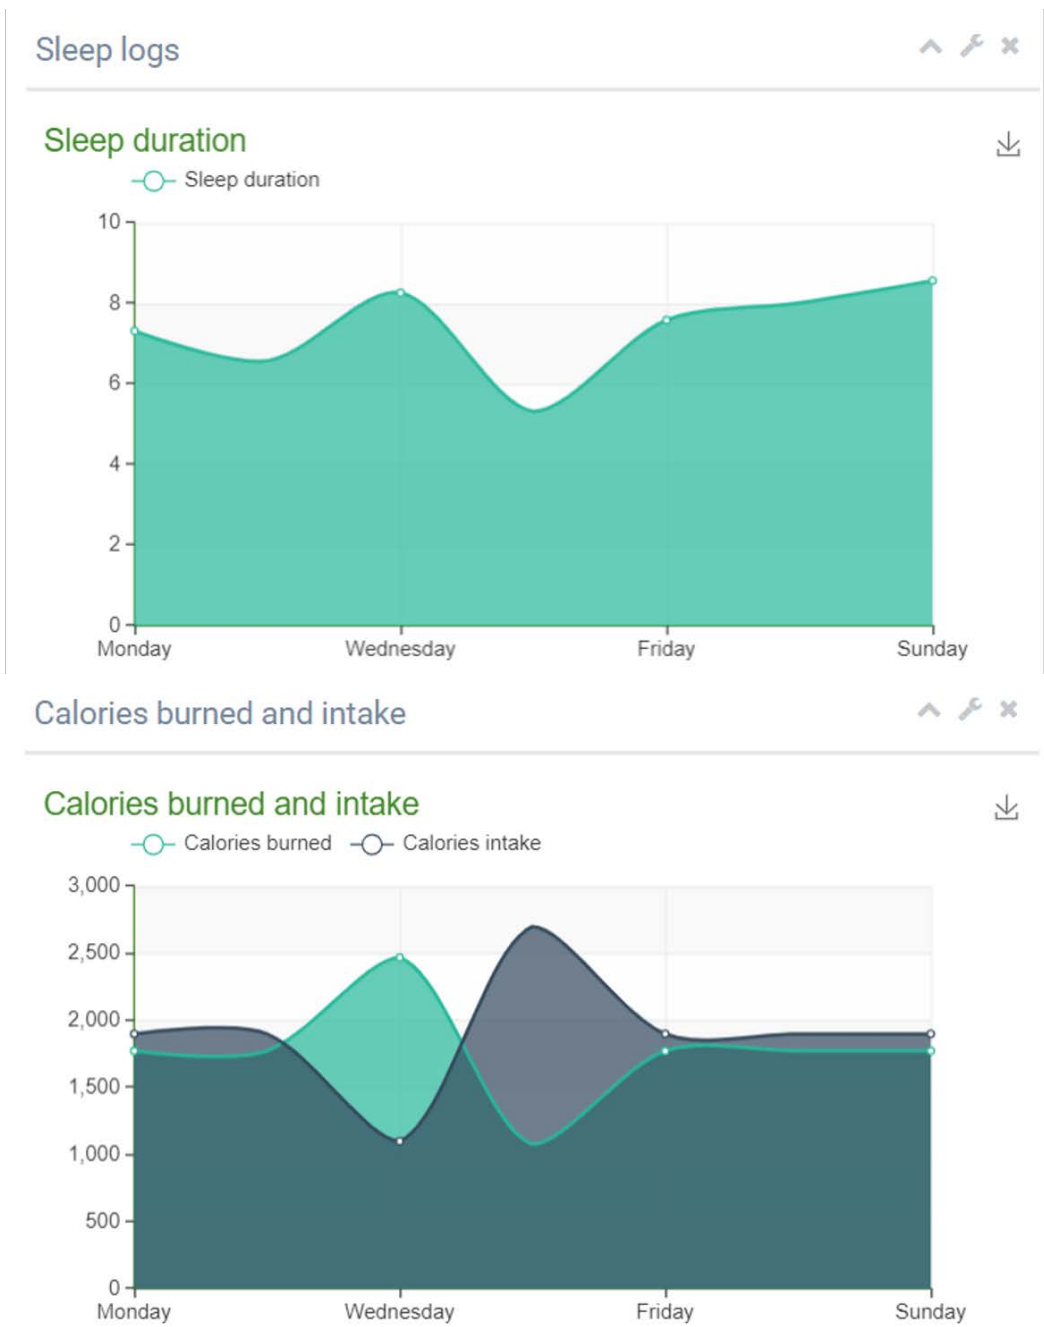 Sleep logs
Sleep duration
Sleep duration
10
8
6
4
2
0
Monday Wednesday Friday Sunday
Calories burned and intake
Calories burned and intake
Calories burned Calories intake
3,000
2,500
2,000
1,500
1,000
500
0
Monday Wednesday Friday Sunday